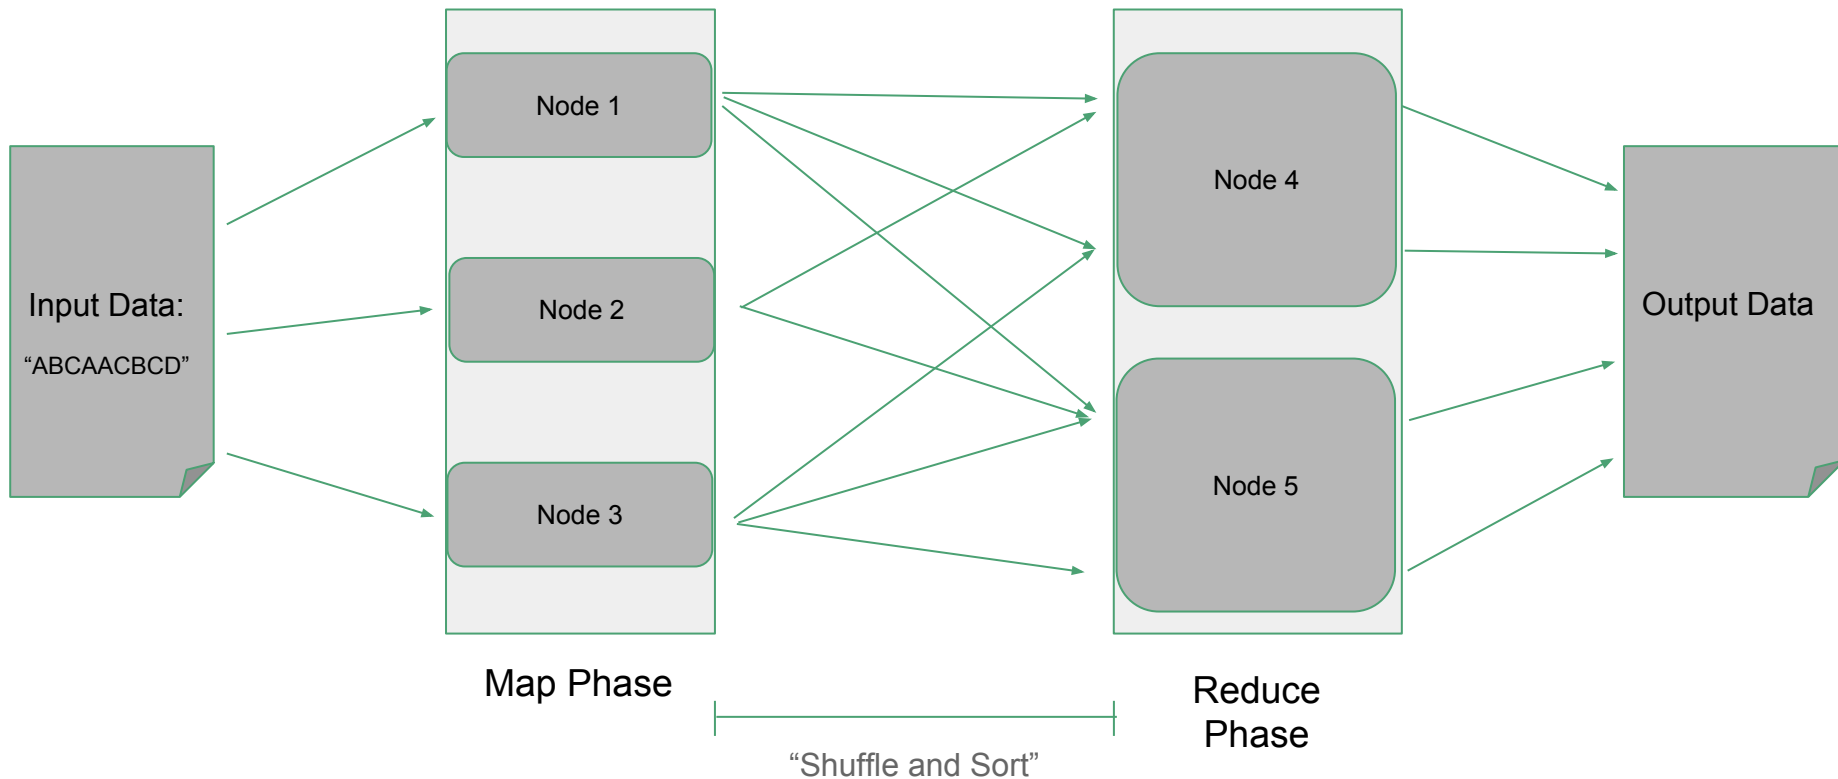 Input Data:
“ABCAACBCD”
Node 1
Node 2
Node 3
Map Phase
“Shuffle and Sort”
Node 4
Node 5
Reduce
Phase
Output Data